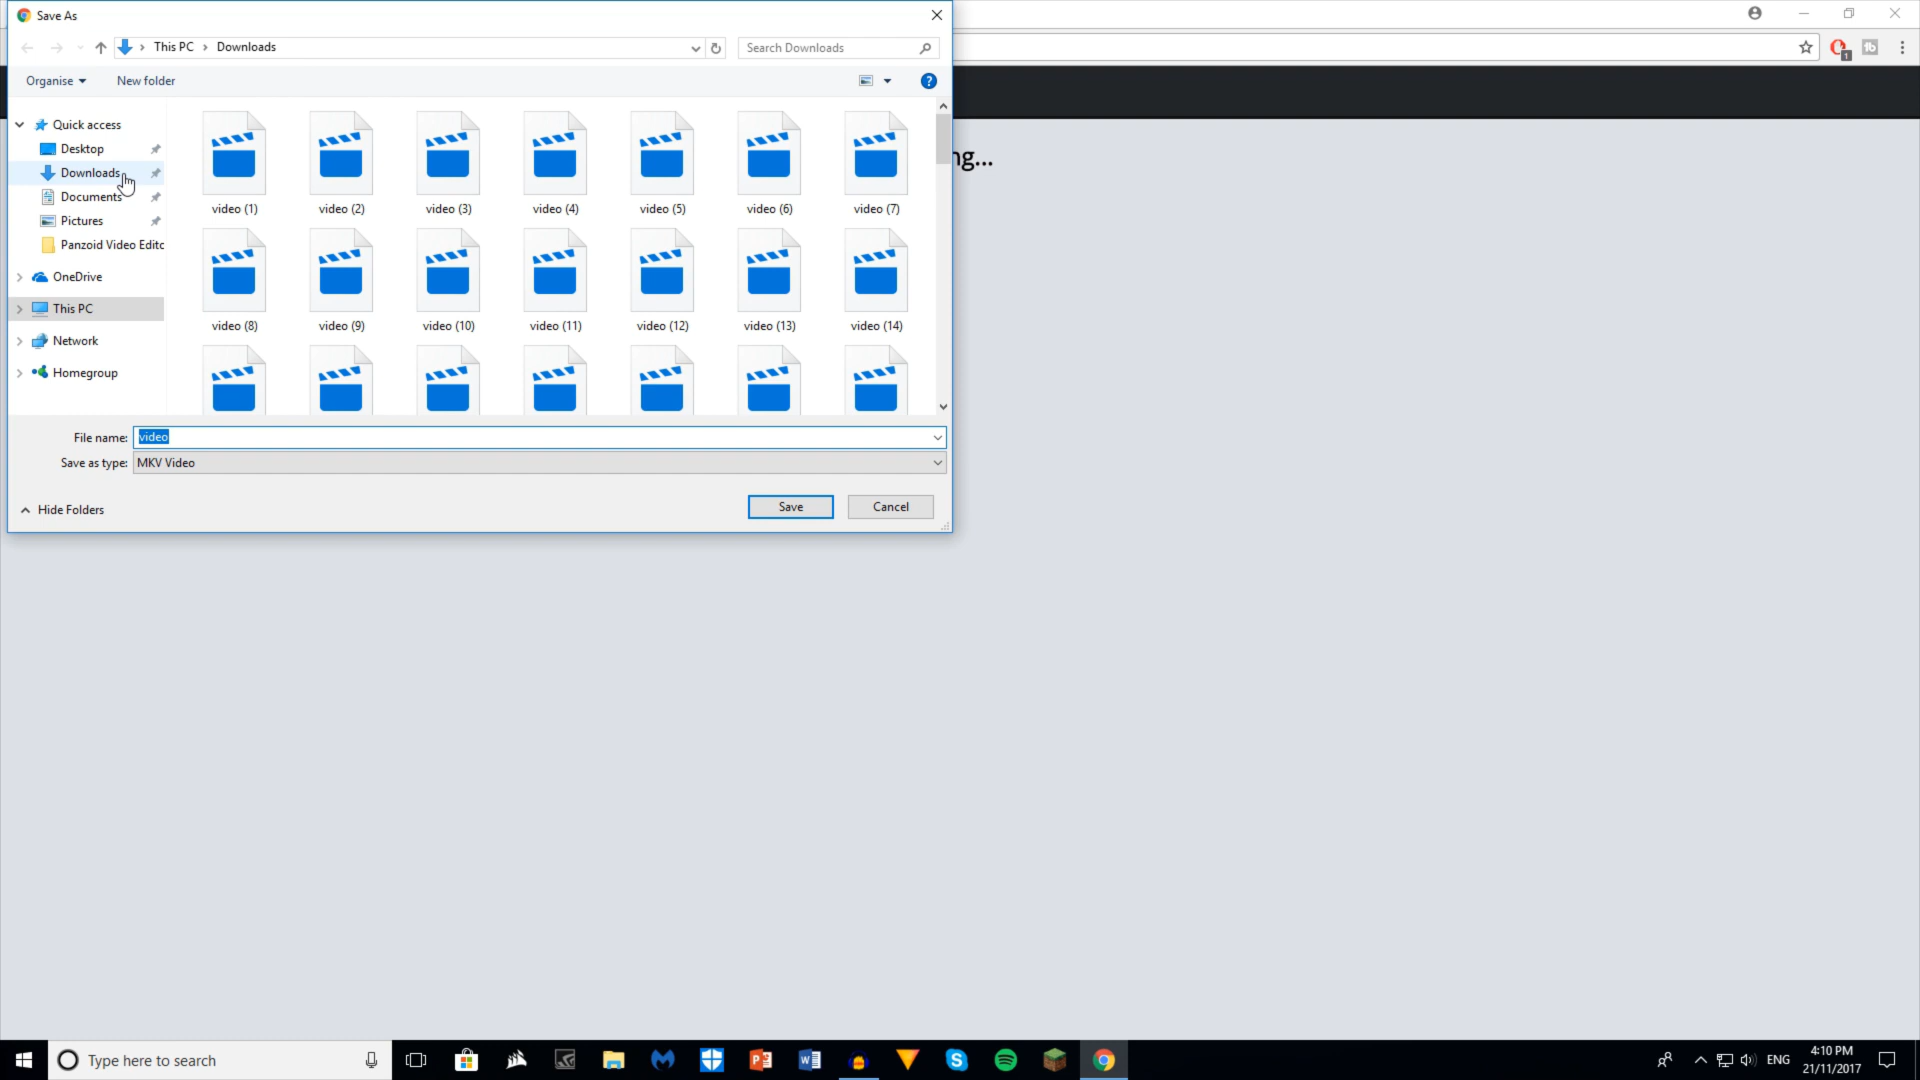 Save As
This PC
Downloads
Search Downloads
Organise
New folder
Quick access
Desktop
Downloads
Documents
Pictures
Panzoid Video Edito
OneDrive
This PC
Network
Homegroup
video (1)
video (2)
video (3)
video (4)
video (5)
video (6)
video (7)
video (8)
video (9)
video (10)
video (11)
video (12)
video (13)
video (14)
ng...
File name:
video
Save as type:
MKV Video
Hide Folders
Save
Cancel
Type here to search
ENG
4:10 PM
21/11/2017